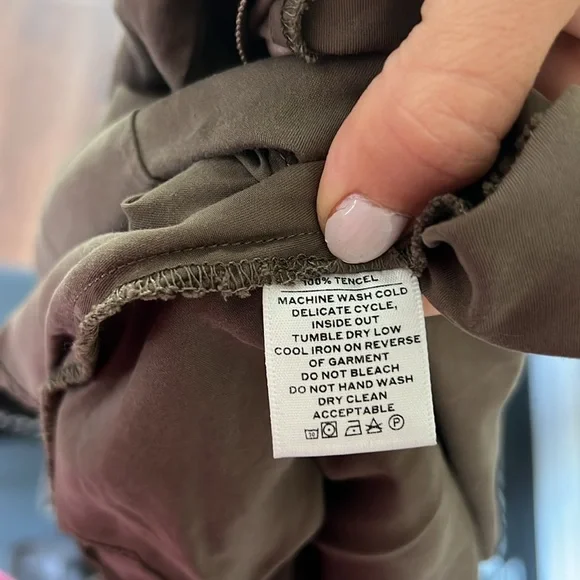 100% TENCEL
MACHINE WASH COLD
DELICATE CYCLE,
INSIDE OUT
TUMBLE DRY LOW
COOL IRON ON REVERSE
OF GARMENT
DO NOT BLEACH
DO NOT HAND WASH
DRY CLEAN
ACCEPTABLE
30 P